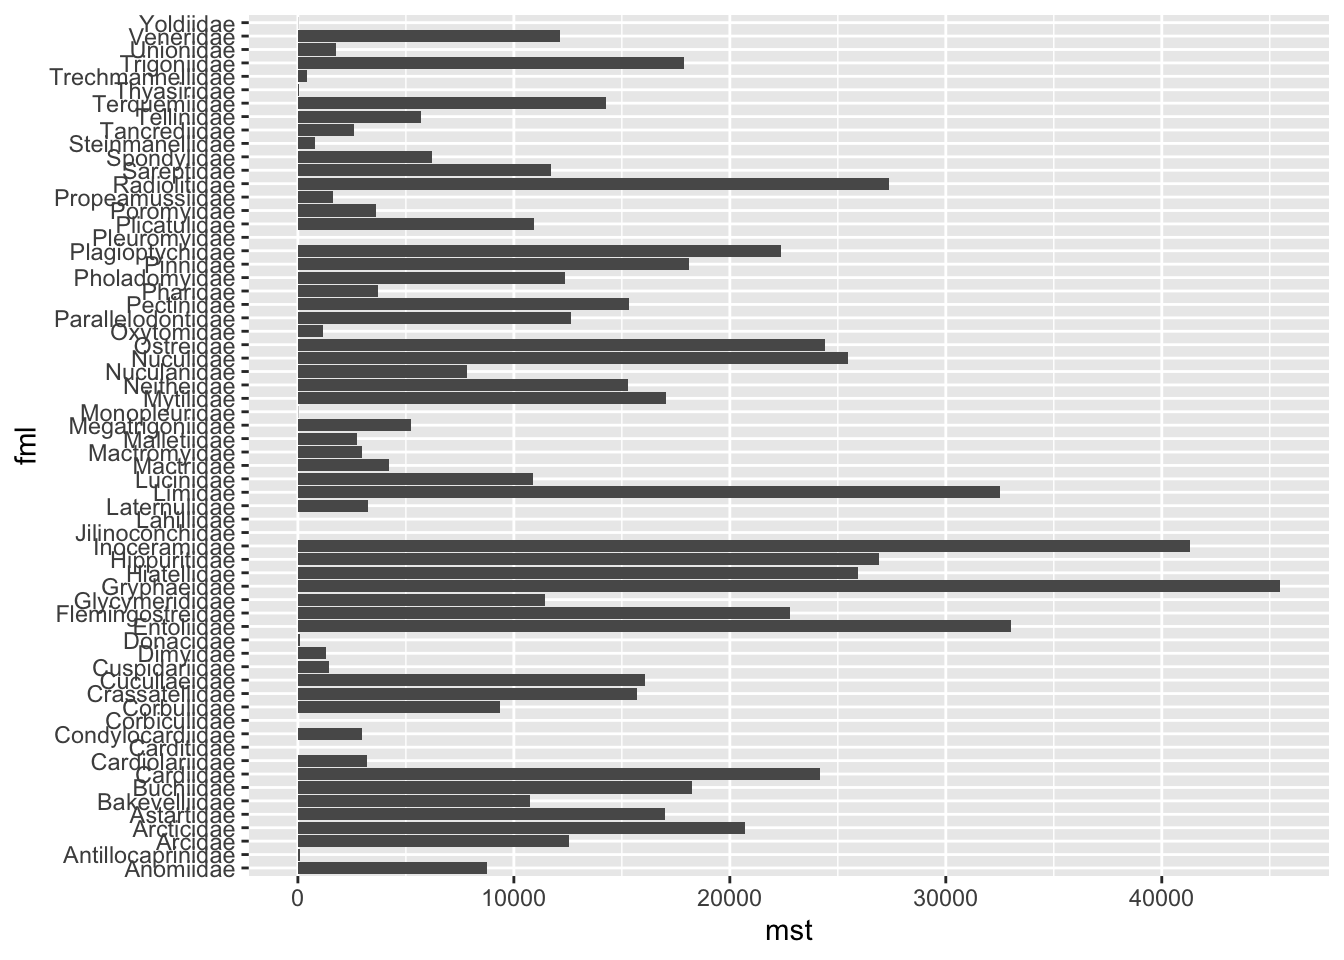 Yoldiidae
Veneridae
Unionidae
Trigoniidae
Trechmannellidae
Thyasiridae
Terquemiidae
Tellinidae
Tancrediidae
Steinmanellidae
Spondylidae
Sareptidae
Radiolitidae
Propeamussiidae
Poromyidae
Plicatulidae
Pleuromyidae
Plagioptychidae
Pinnidae
Pholadomyidae
Pharidae
Pectinidae
Parallelodontidae
Oxytomidae
Ostreidae
Nuculidae
Nuculanidae
Neitheidae
Mytilidae
Monopleuridae
Megatrigoniidae
Malletiidae
Mactromyidae
Mactridae
Lucinidae
Limidae
Laternulidae
Lahilliidae
Jilinoconchidae
Inoceramidae
Hippuritidae
Hiatellidae
Gryphaeidae
Glycymerididae
Flemingostreidae
Entoliidae
Donacidae
Dimyidae
Cuspidariidae
Cucullaeidae
Crassatellidae
Corbulidae
Corbiculidae
Condylocardiidae
Carditidae
Cardiolariidae
Cardiidae
Buchiidae
Bakevelliidae
Astartidae
Arcticidae
Arcidae
Antillocaprinidae
Anomiidae
fml
0 10000 20000 30000 40000
mst